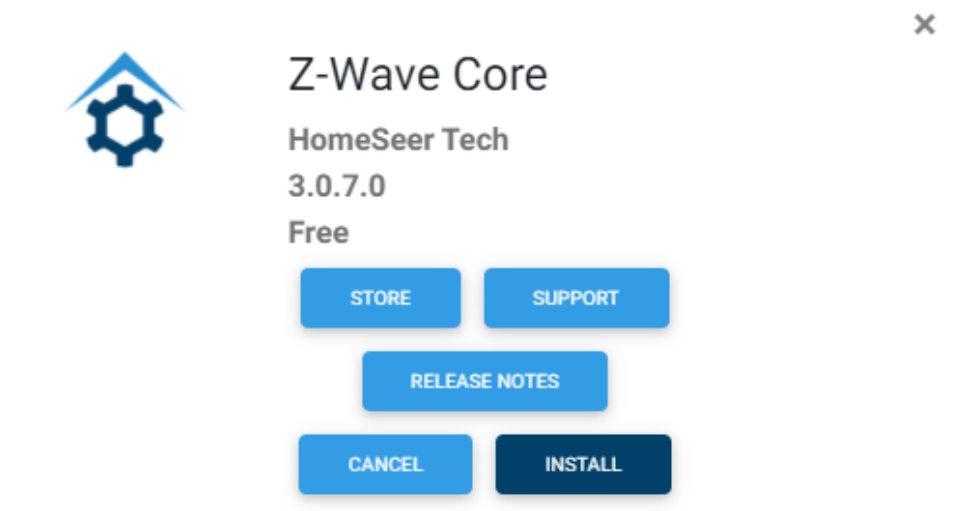 Z-Wave Core
HomeSeer Tech
3.0.7.0
Free
STORE SUPPORT
RELEASE NOTES
CANCEL INSTALL